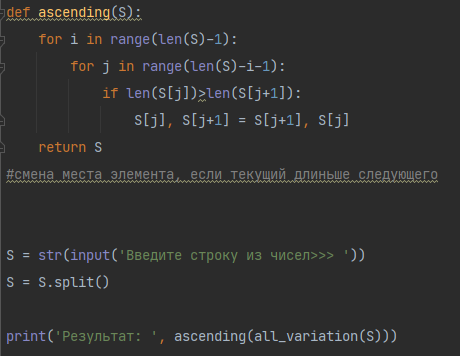 def ascending(S):
    for i in range(len(S)-1):
        for j in range(len(S)-i-1):
            if len(S[j])>len(S[j+1]):
                S[j], S[j+1] = S[j+1], S[j]
    return S
#смена места элемента, если текущий длиньше следующего
S = str(input('Введите строку из чисел>>> '))
S = S.split()
print('Результат: ', ascending(all_variation(S)))